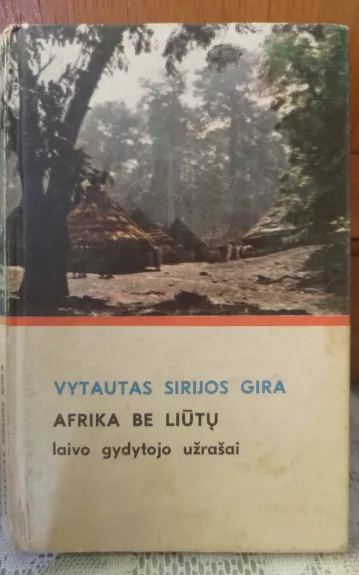 VYTAUTAS SIRIJOS GIRA
AFRIKA BE LIŪTŲ
laivo gydytojo užrašai